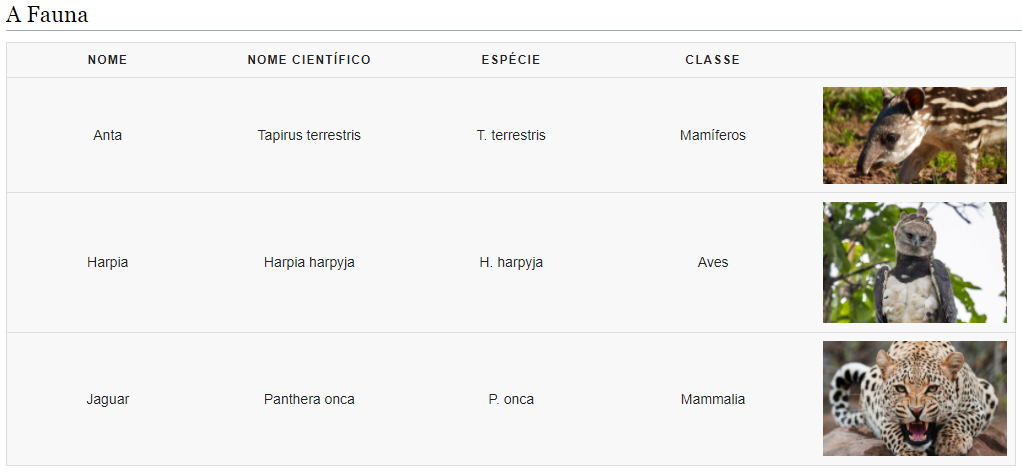 A Fauna
NOME NOME CIENTÍFICO ESPÉCIE CLASSE
Anta Tapirus terrestris T. terrestris Mamíferos
Harpia Harpia harpyja H. harpyja Aves
Jaguar Panthera onca P. onca Mammalia